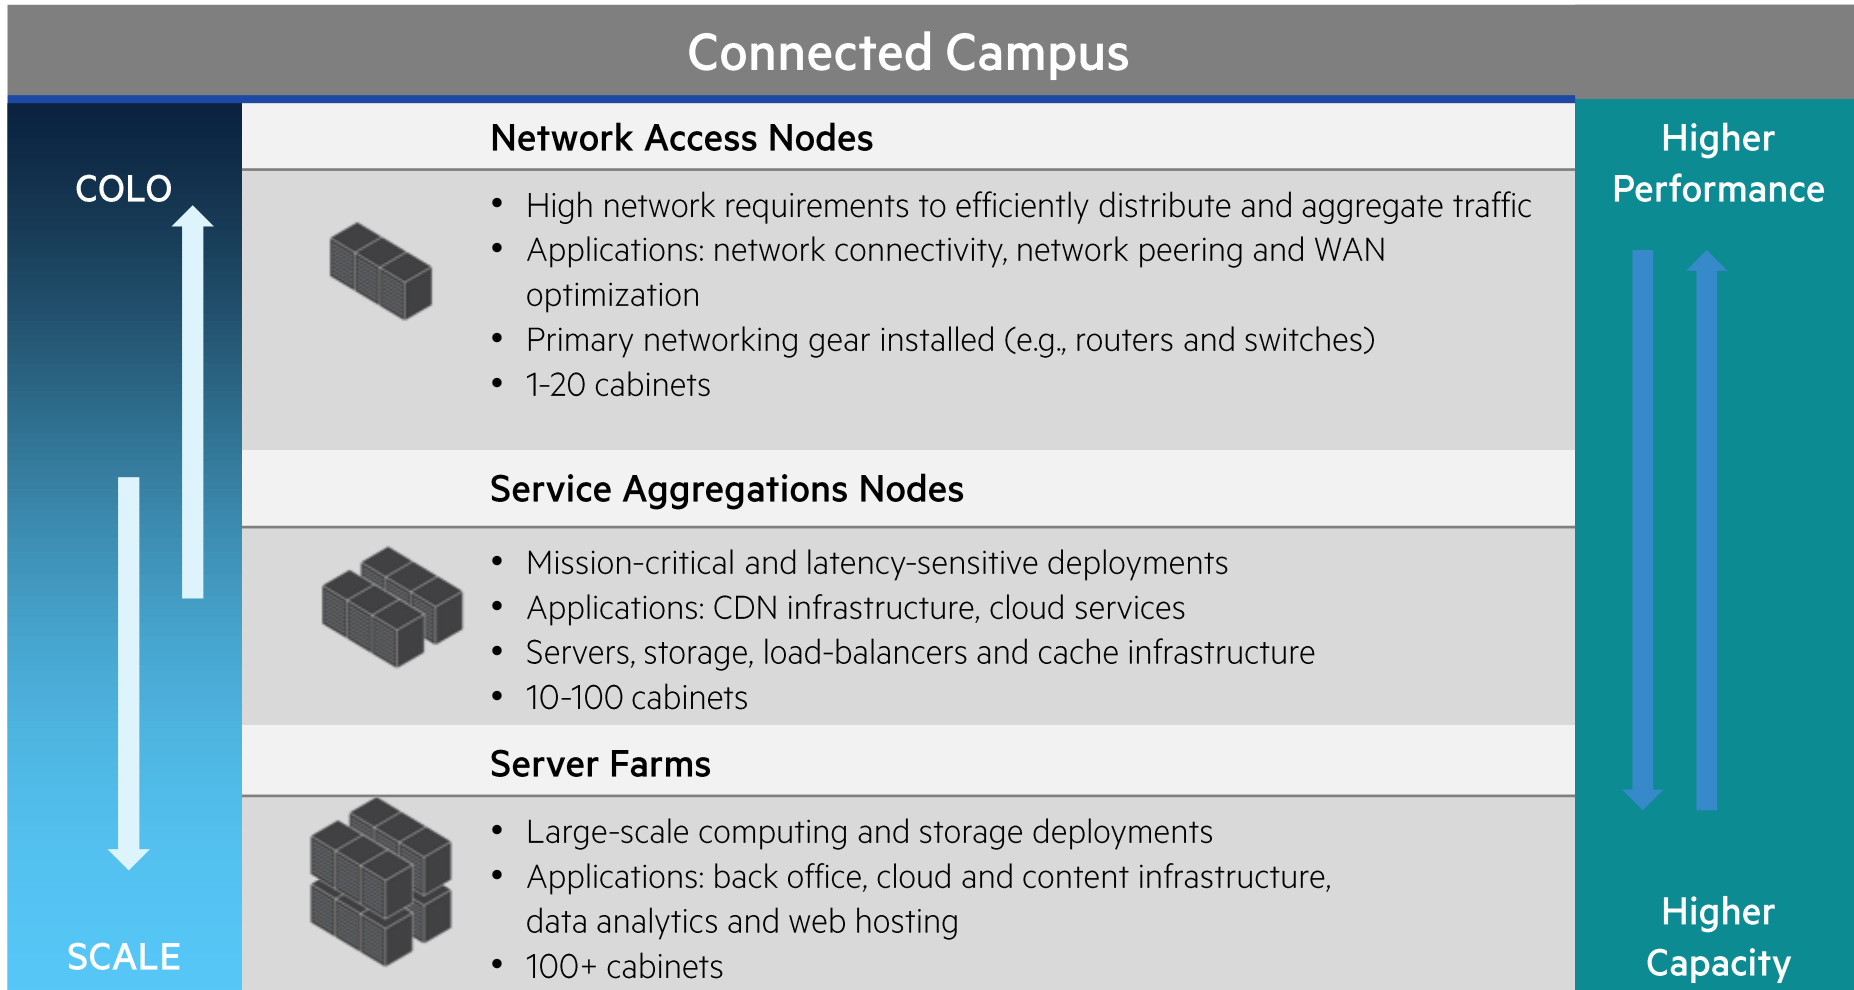 Connected Campus
COLO
SCALE
Network Access Nodes
• High network requirements to efficiently distribute and aggregate traffic
• Applications: network connectivity, network peering and WAN
optimization
• Primary networking gear installed (e.g., routers and switches)
• 1-20 cabinets
Service Aggregations Nodes
• Mission-critical and latency-sensitive deployments
• Applications: CDN infrastructure, cloud services
• Servers, storage, load-balancers and cache infrastructure
• 10-100 cabinets
Server Farms
• Large-scale computing and storage deployments
• Applications: back office, cloud and content infrastructure,
data analytics and web hosting
• 100+ cabinets
Higher
Performance
Higher
Capacity